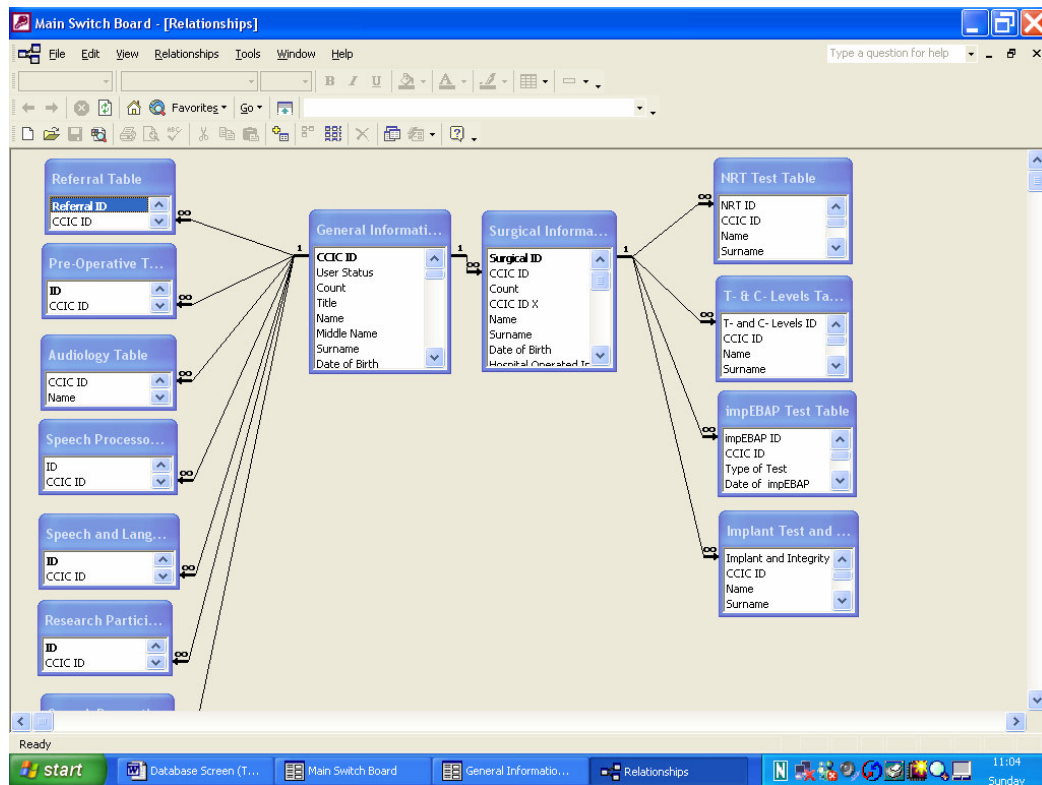 Main Switch Board - [Relationships]
File Edit View Relationships Tools Window Help
Type a question for help
B I U A
Favorites Go
Referral Table
Referral ID
CCIC ID
Pre-Operative T...
ID
CCIC ID
Audiology Table
CCIC ID
Name
Speech Processo...
ID
CCIC ID
Speech and Lang...
ID
CCIC ID
Research Partici...
ID
CCIC ID
General Informati...
CCIC ID
User Status
Count
Title
Name
Middle Name
Surname
Date of Birth
Surgical Informa...
Surgical ID
CCIC ID
Count
CCIC ID X
Name
Surname
Date of Birth
Hospital Operated In
NRT Test Table
NRT ID
CCIC ID
Name
Surname
T- & C- Levels Ta...
T- and C- Levels ID
CCIC ID
Name
Surname
impEBAP Test Table
impEBAP ID
CCIC ID
Type of Test
Date of impEBAP
Implant Test and ...
Implant and Integrity
CCIC ID
Name
Surname
1 ∞ 1 ∞
∞ ∞ ∞ ∞ ∞ ∞
∞ ∞ ∞ ∞
Ready
start
Database Screen (T...
Main Switch Board
General Informatio...
Relationships
N
11:04
Sunday